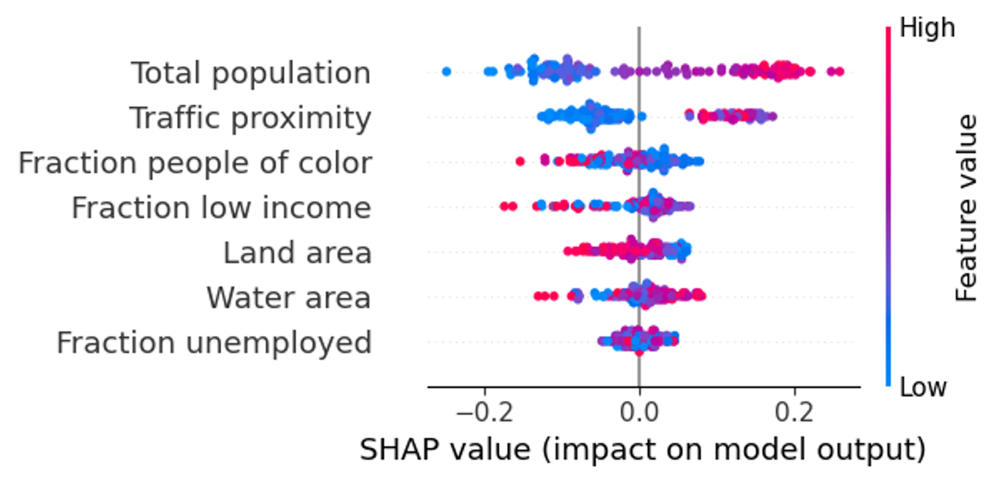 High
Total population
Traffic proximity
Fraction people of color
Fraction low income
Land area
Water area
Fraction unemployed
Feature value
Low
−0.2 0.0 0.2
SHAP value (impact on model output)